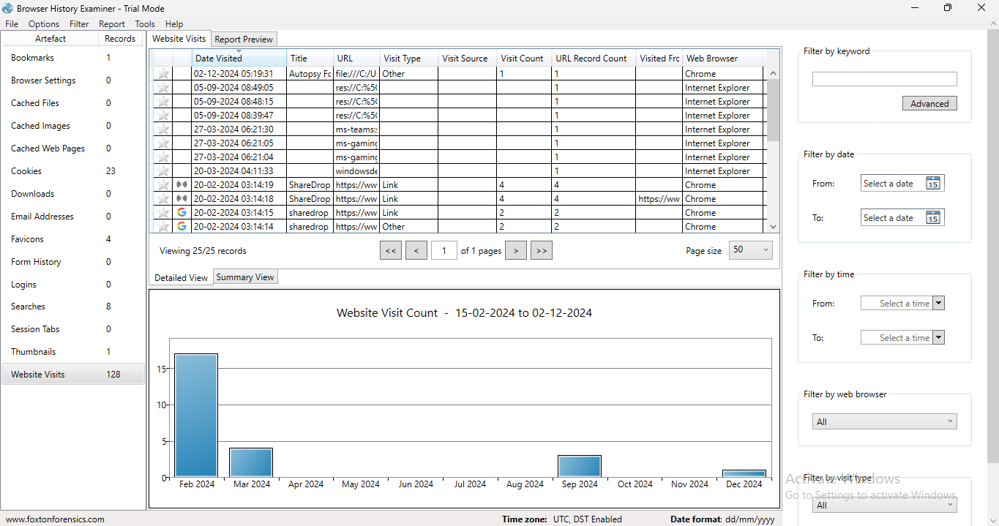 Browser History Examiner - Trial Mode
File Options Filter Report Tools Help
Artefact Records
Bookmarks 1
Browser Settings 0
Cached Files 0
Cached Images 0
Cached Web Pages 0
Cookies 23
Downloads 0
Email Addresses 0
Favicons 4
Form History 0
Logins 0
Searches 8
Session Tabs 0
Thumbnails 1
Website Visits 128
Website Visits Report Preview
Date Visited Title URL Visit Type Visit Source Visit Count URL Record Count Visited Frc Web Browser
02-12-2024 05:19:31 Autopsy Fc file:///C:/U: Other 1 1 Chrome
05-09-2024 08:49:05 res://C:%5( 1 Internet Explorer
05-09-2024 08:48:15 res://C:%5( 1 Internet Explorer
05-09-2024 08:39:47 res://C:%5( 1 Internet Explorer
27-03-2024 06:21:30 ms-teams: 1 Internet Explorer
27-03-2024 06:21:05 ms-gaming 1 Internet Explorer
27-03-2024 06:21:04 ms-gaming 1 Internet Explorer
20-03-2024 04:11:33 windowsde 1 Internet Explorer
20-02-2024 03:14:19 ShareDrop https://ww Link 4 4 Chrome
20-02-2024 03:14:18 ShareDrop https://ww Link 4 4 https://ww Chrome
20-02-2024 03:14:15 sharedrop https://ww Link 2 2 Chrome
20-02-2024 03:14:14 sharedrop https://ww Other 2 2 Chrome
Viewing 25/25 records << < 1 of 1 pages > >> Page size 50
Detailed View Summary View
Website Visit Count - 15-02-2024 to 02-12-2024
15
10
5
0
Feb 2024 Mar 2024 Apr 2024 May 2024 Jun 2024 Jul 2024 Aug 2024 Sep 2024 Oct 2024 Nov 2024 Dec 2024
Filter by keyword
Advanced
Filter by date
From: Select a date 15
To: Select a date 15
Filter by time
From: Select a time
To: Select a time
Filter by web browser
All
Filter by visit type
All
Activate Windows
Go to Settings to activate Windows.
www.foxtonforensics.com Time zone: UTC, DST Enabled Date format: dd/mm/yyyy